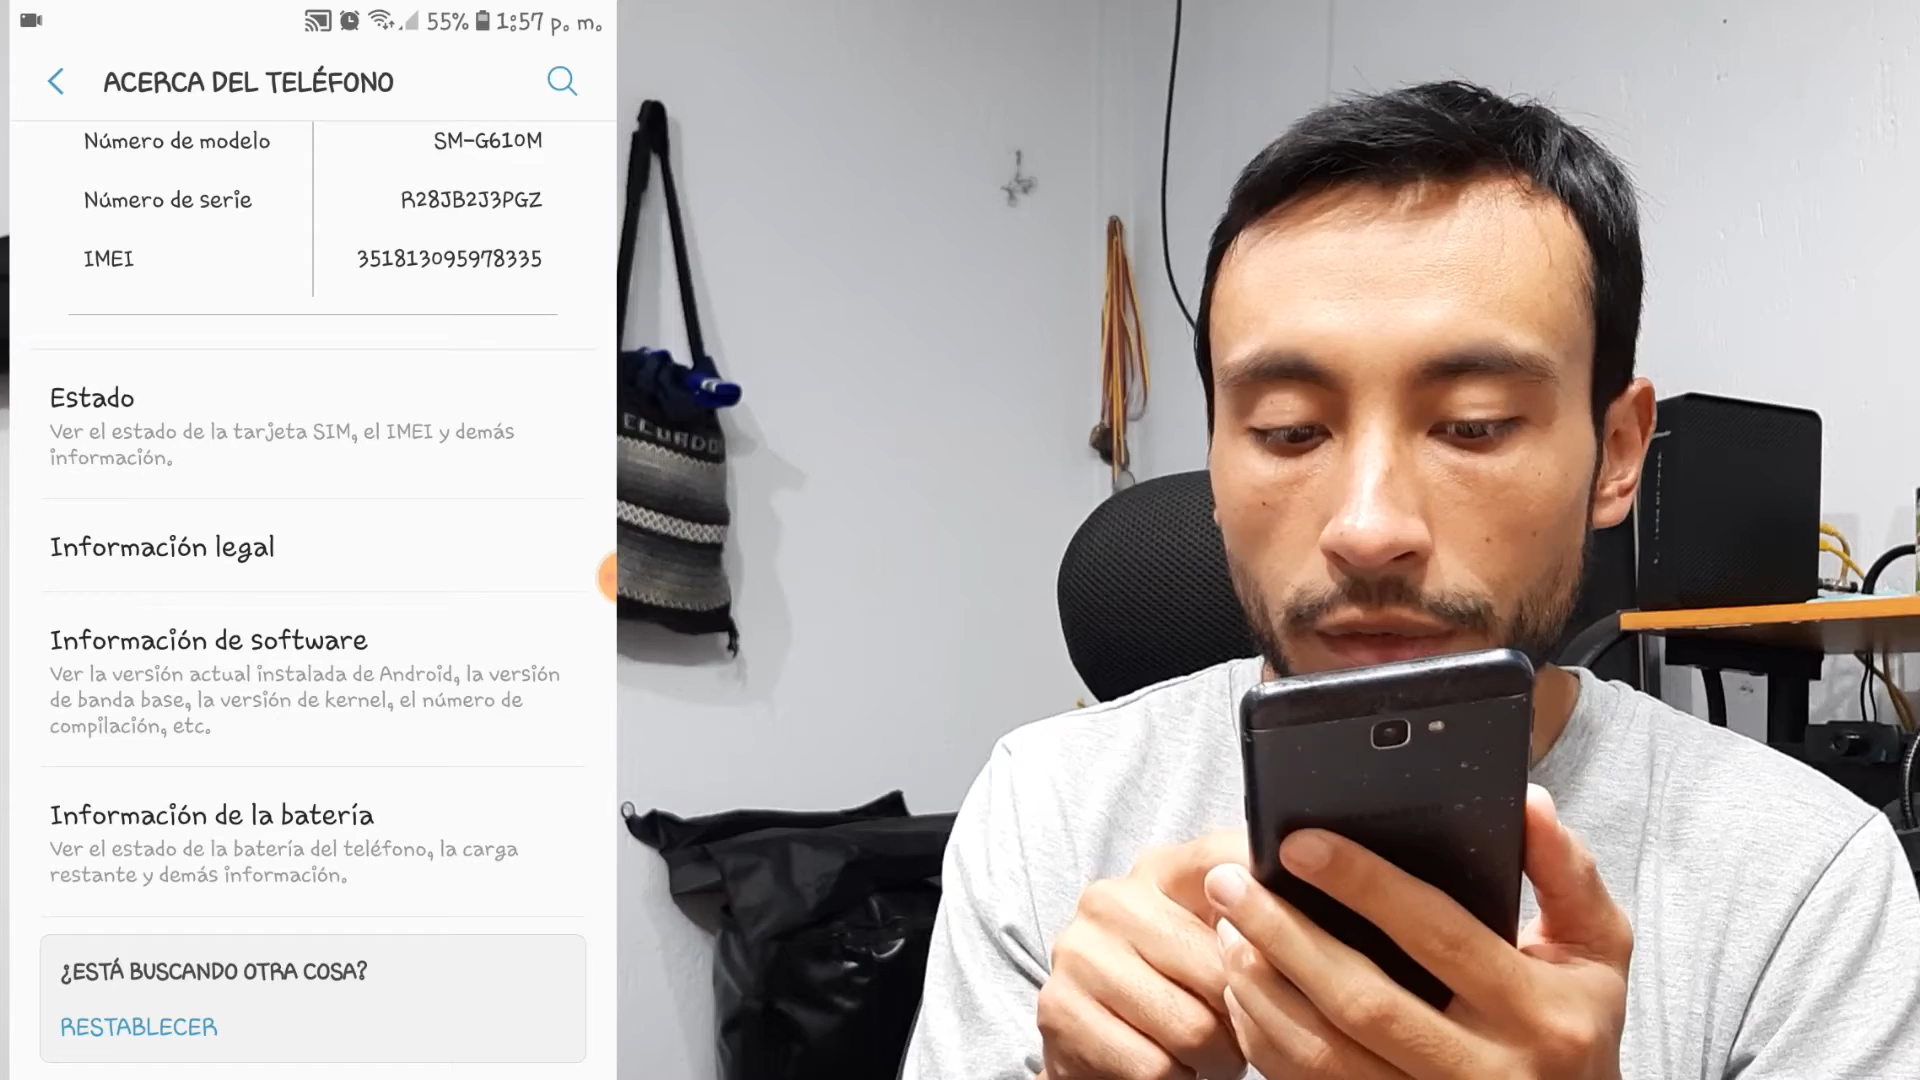 55% 1:57 p. m.
ACERCA DEL TELÉFONO
Número de modelo SM-G610M
Número de serie R28JB2J3PGZ
IMEI 351813095978335
Estado
Ver el estado de la tarjeta SIM, el IMEI y demás
información.
Información legal
Información de software
Ver la versión actual instalada de Android, la versión
de banda base, la versión de kernel, el número de
compilación, etc.
Información de la batería
Ver el estado de la batería del teléfono, la carga
restante y demás información.
¿ESTÁ BUSCANDO OTRA COSA?
RESTABLECER
ECUADOR